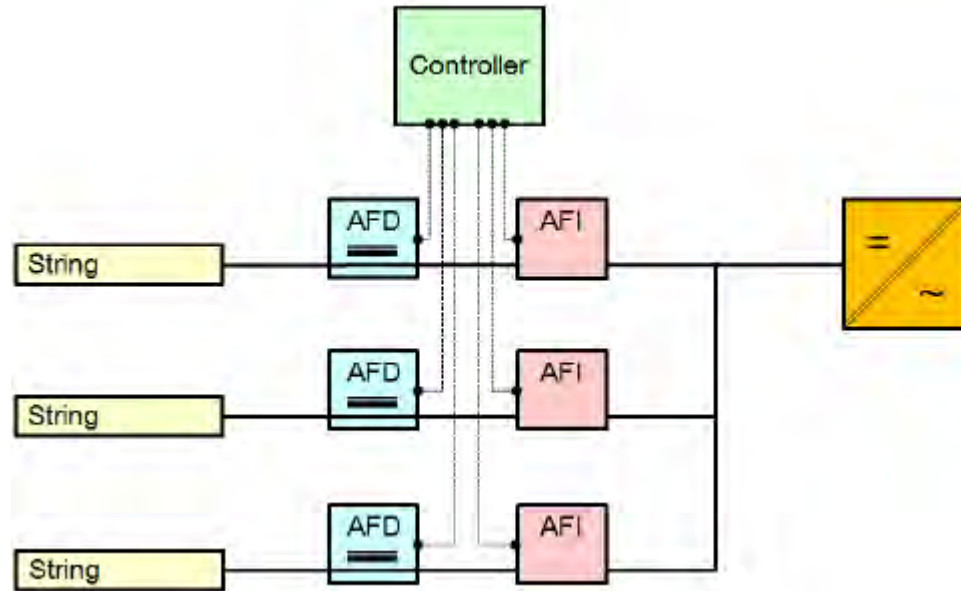 Controller
AFD
AFI
String
=
~
AFD
AFI
String
AFD
AFI
String